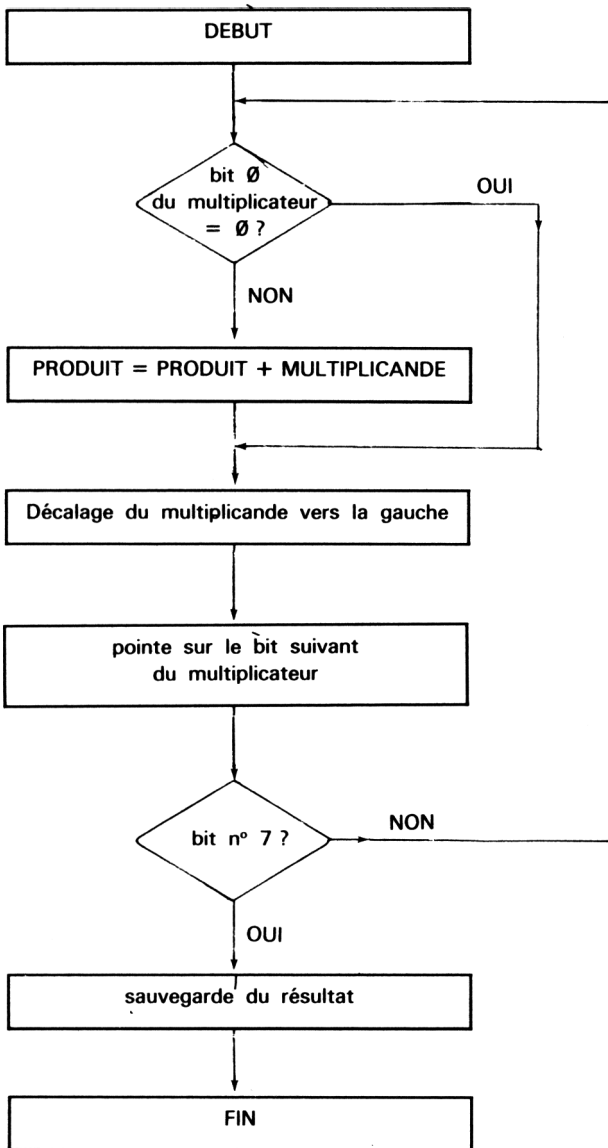 DEBUT
bit Ø
du multiplicateur
= Ø ?
OUI
NON
PRODUIT = PRODUIT + MULTIPLICANDE
Décalage du multiplicande vers la gauche
pointe sur le bit suivant
du multiplicateur
bit nº 7 ?
NON
OUI
sauvegarde du résultat
FIN